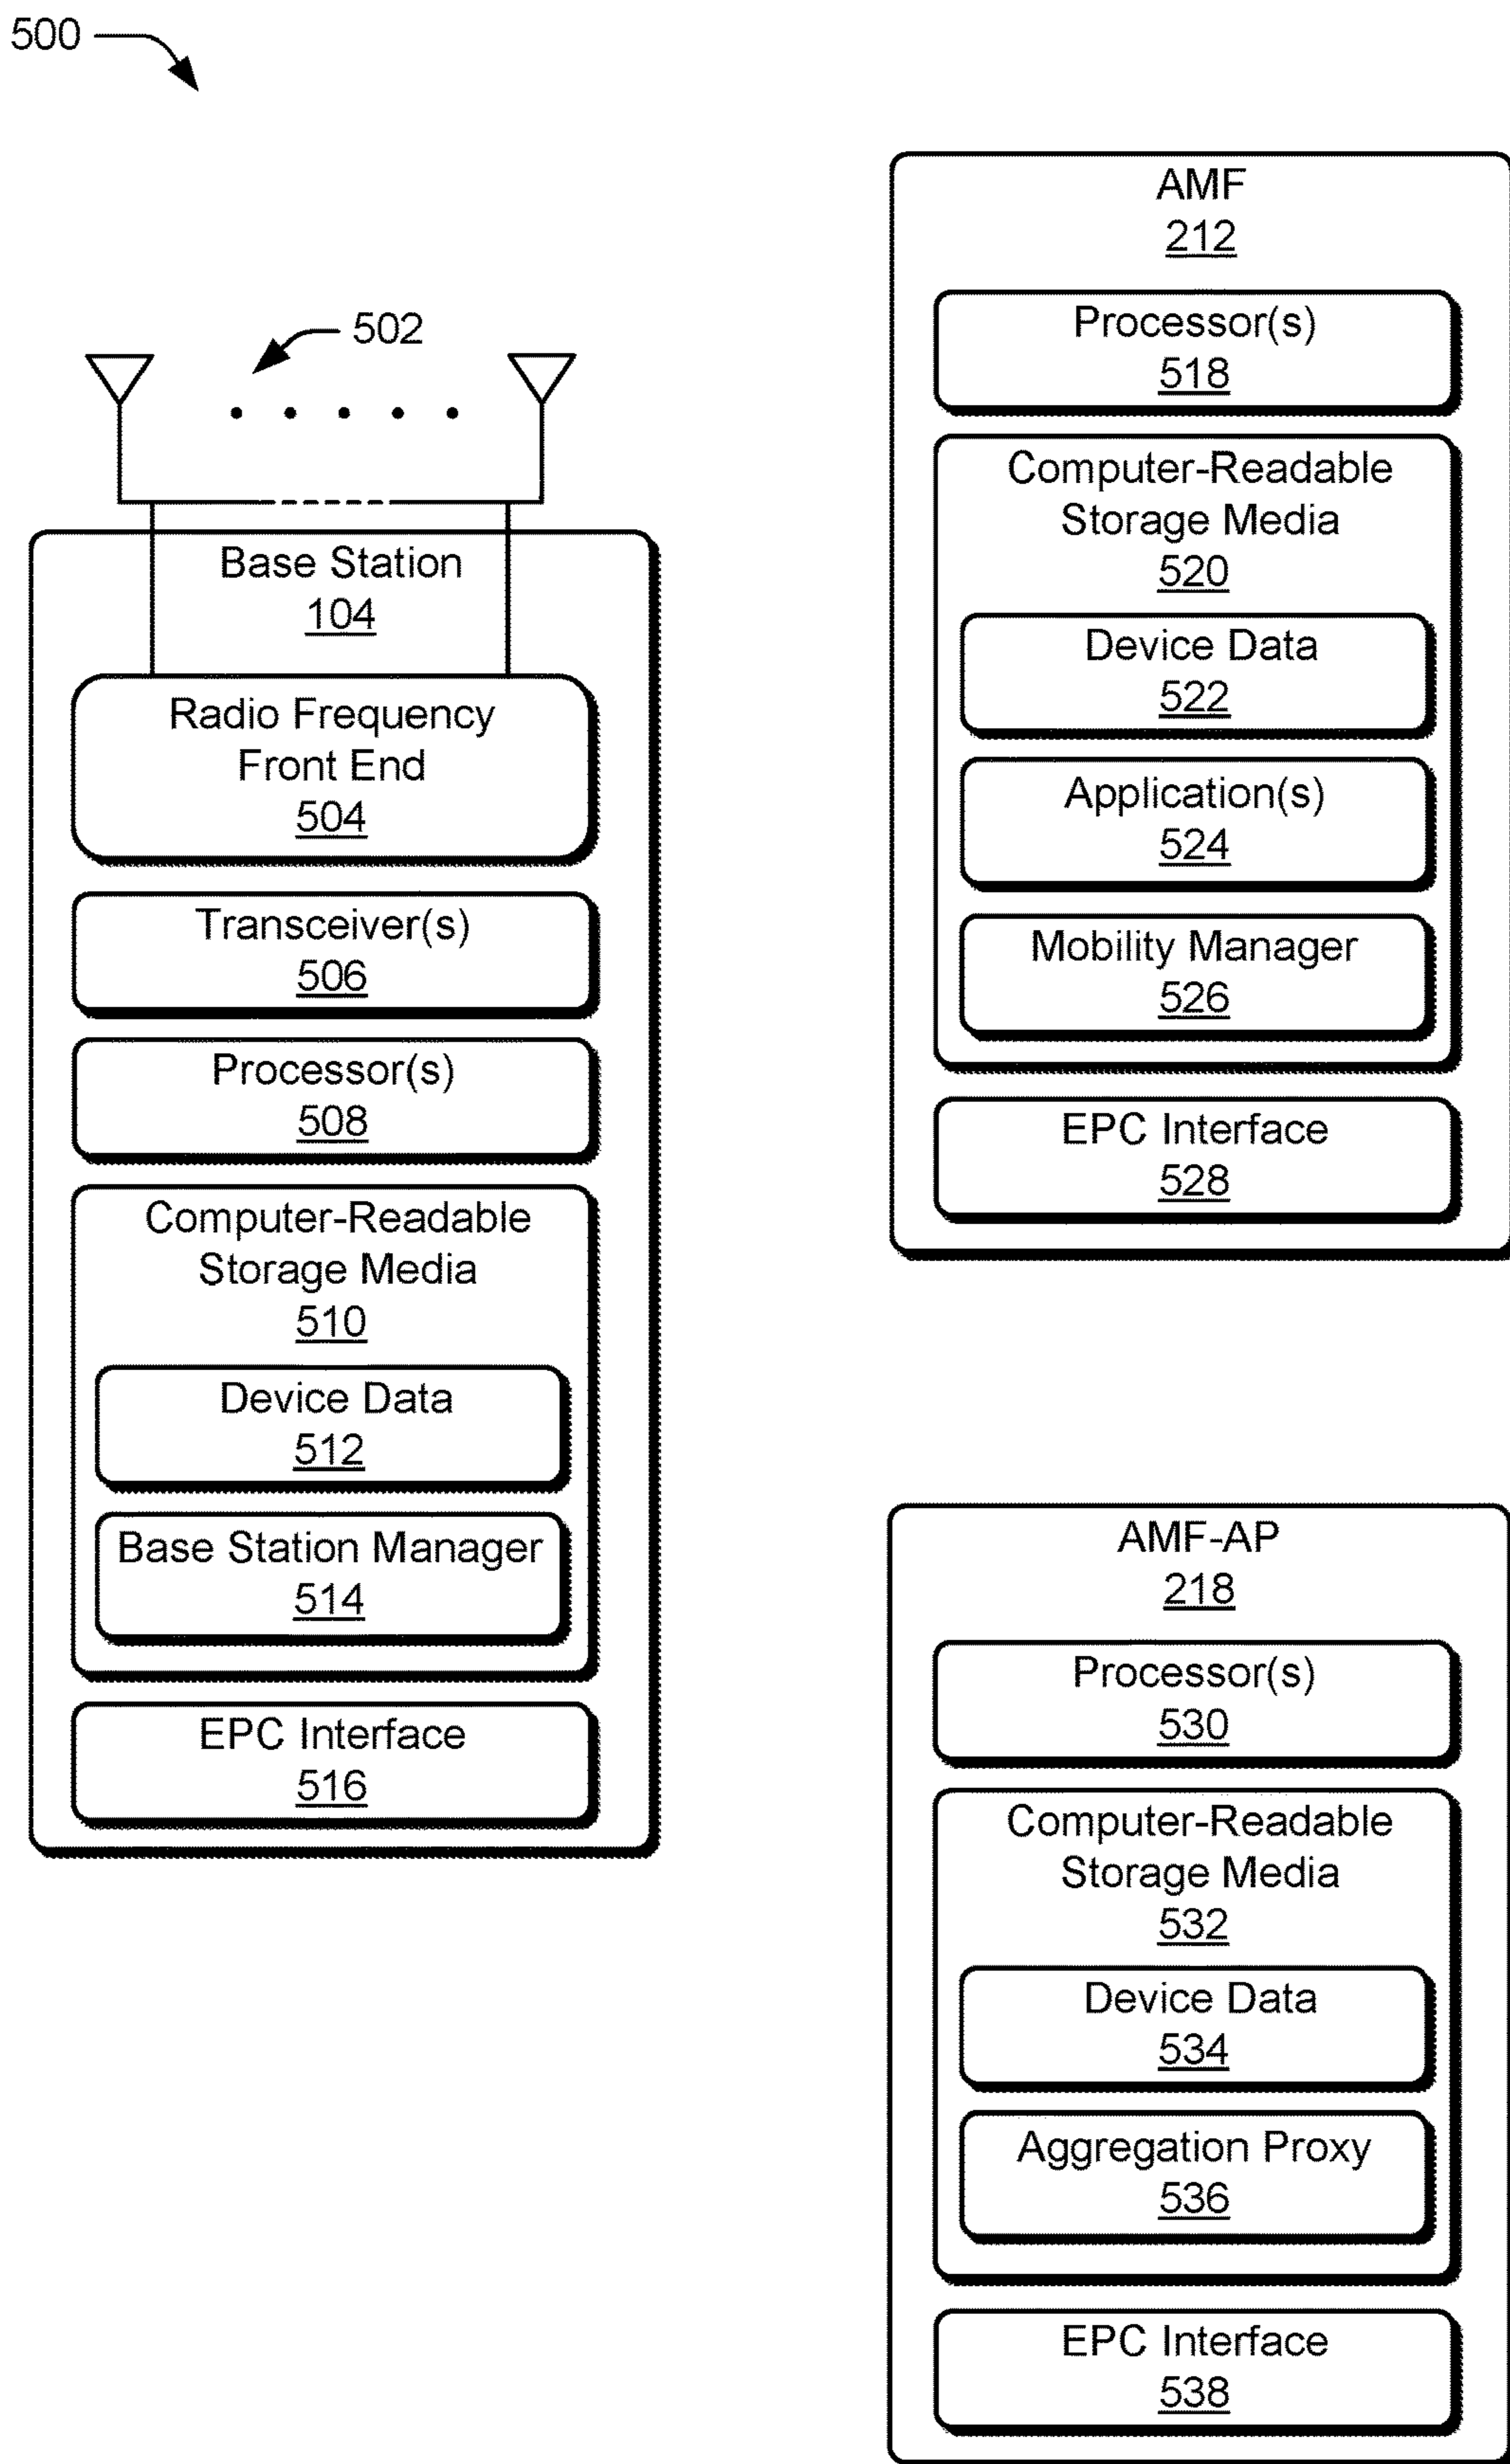 500
502
Base Station
104
Radio Frequency
Front End
504
Transceiver(s)
506
Processor(s)
508
Computer-Readable
Storage Media
510
Device Data
512
Base Station Manager
514
EPC Interface
516
AMF
212
Processor(s)
518
Computer-Readable
Storage Media
520
Device Data
522
Application(s)
524
Mobility Manager
526
EPC Interface
528
AMF-AP
218
Processor(s)
530
Computer-Readable
Storage Media
532
Device Data
534
Aggregation Proxy
536
EPC Interface
538